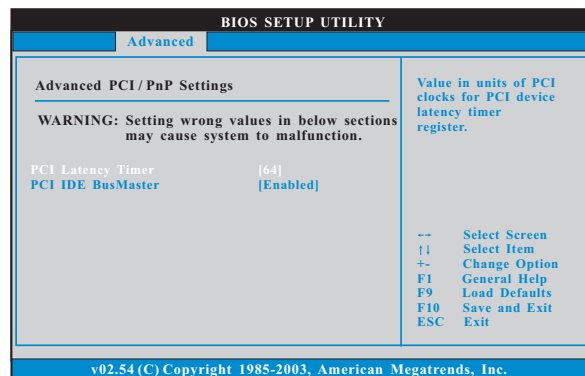 BIOS SETUP UTILITY
Advanced
Advanced PCI / PnP Settings
WARNING: Setting wrong values in below sections
may cause system to malfunction.
PCI Latency Timer [64]
PCI IDE BusMaster [Enabled]
Value in units of PCI
clocks for PCI device
latency timer
register.
←→ Select Screen
↑↓ Select Item
+- Change Option
F1 General Help
F9 Load Defaults
F10 Save and Exit
ESC Exit
v02.54 (C) Copyright 1985-2003, American Megatrends, Inc.